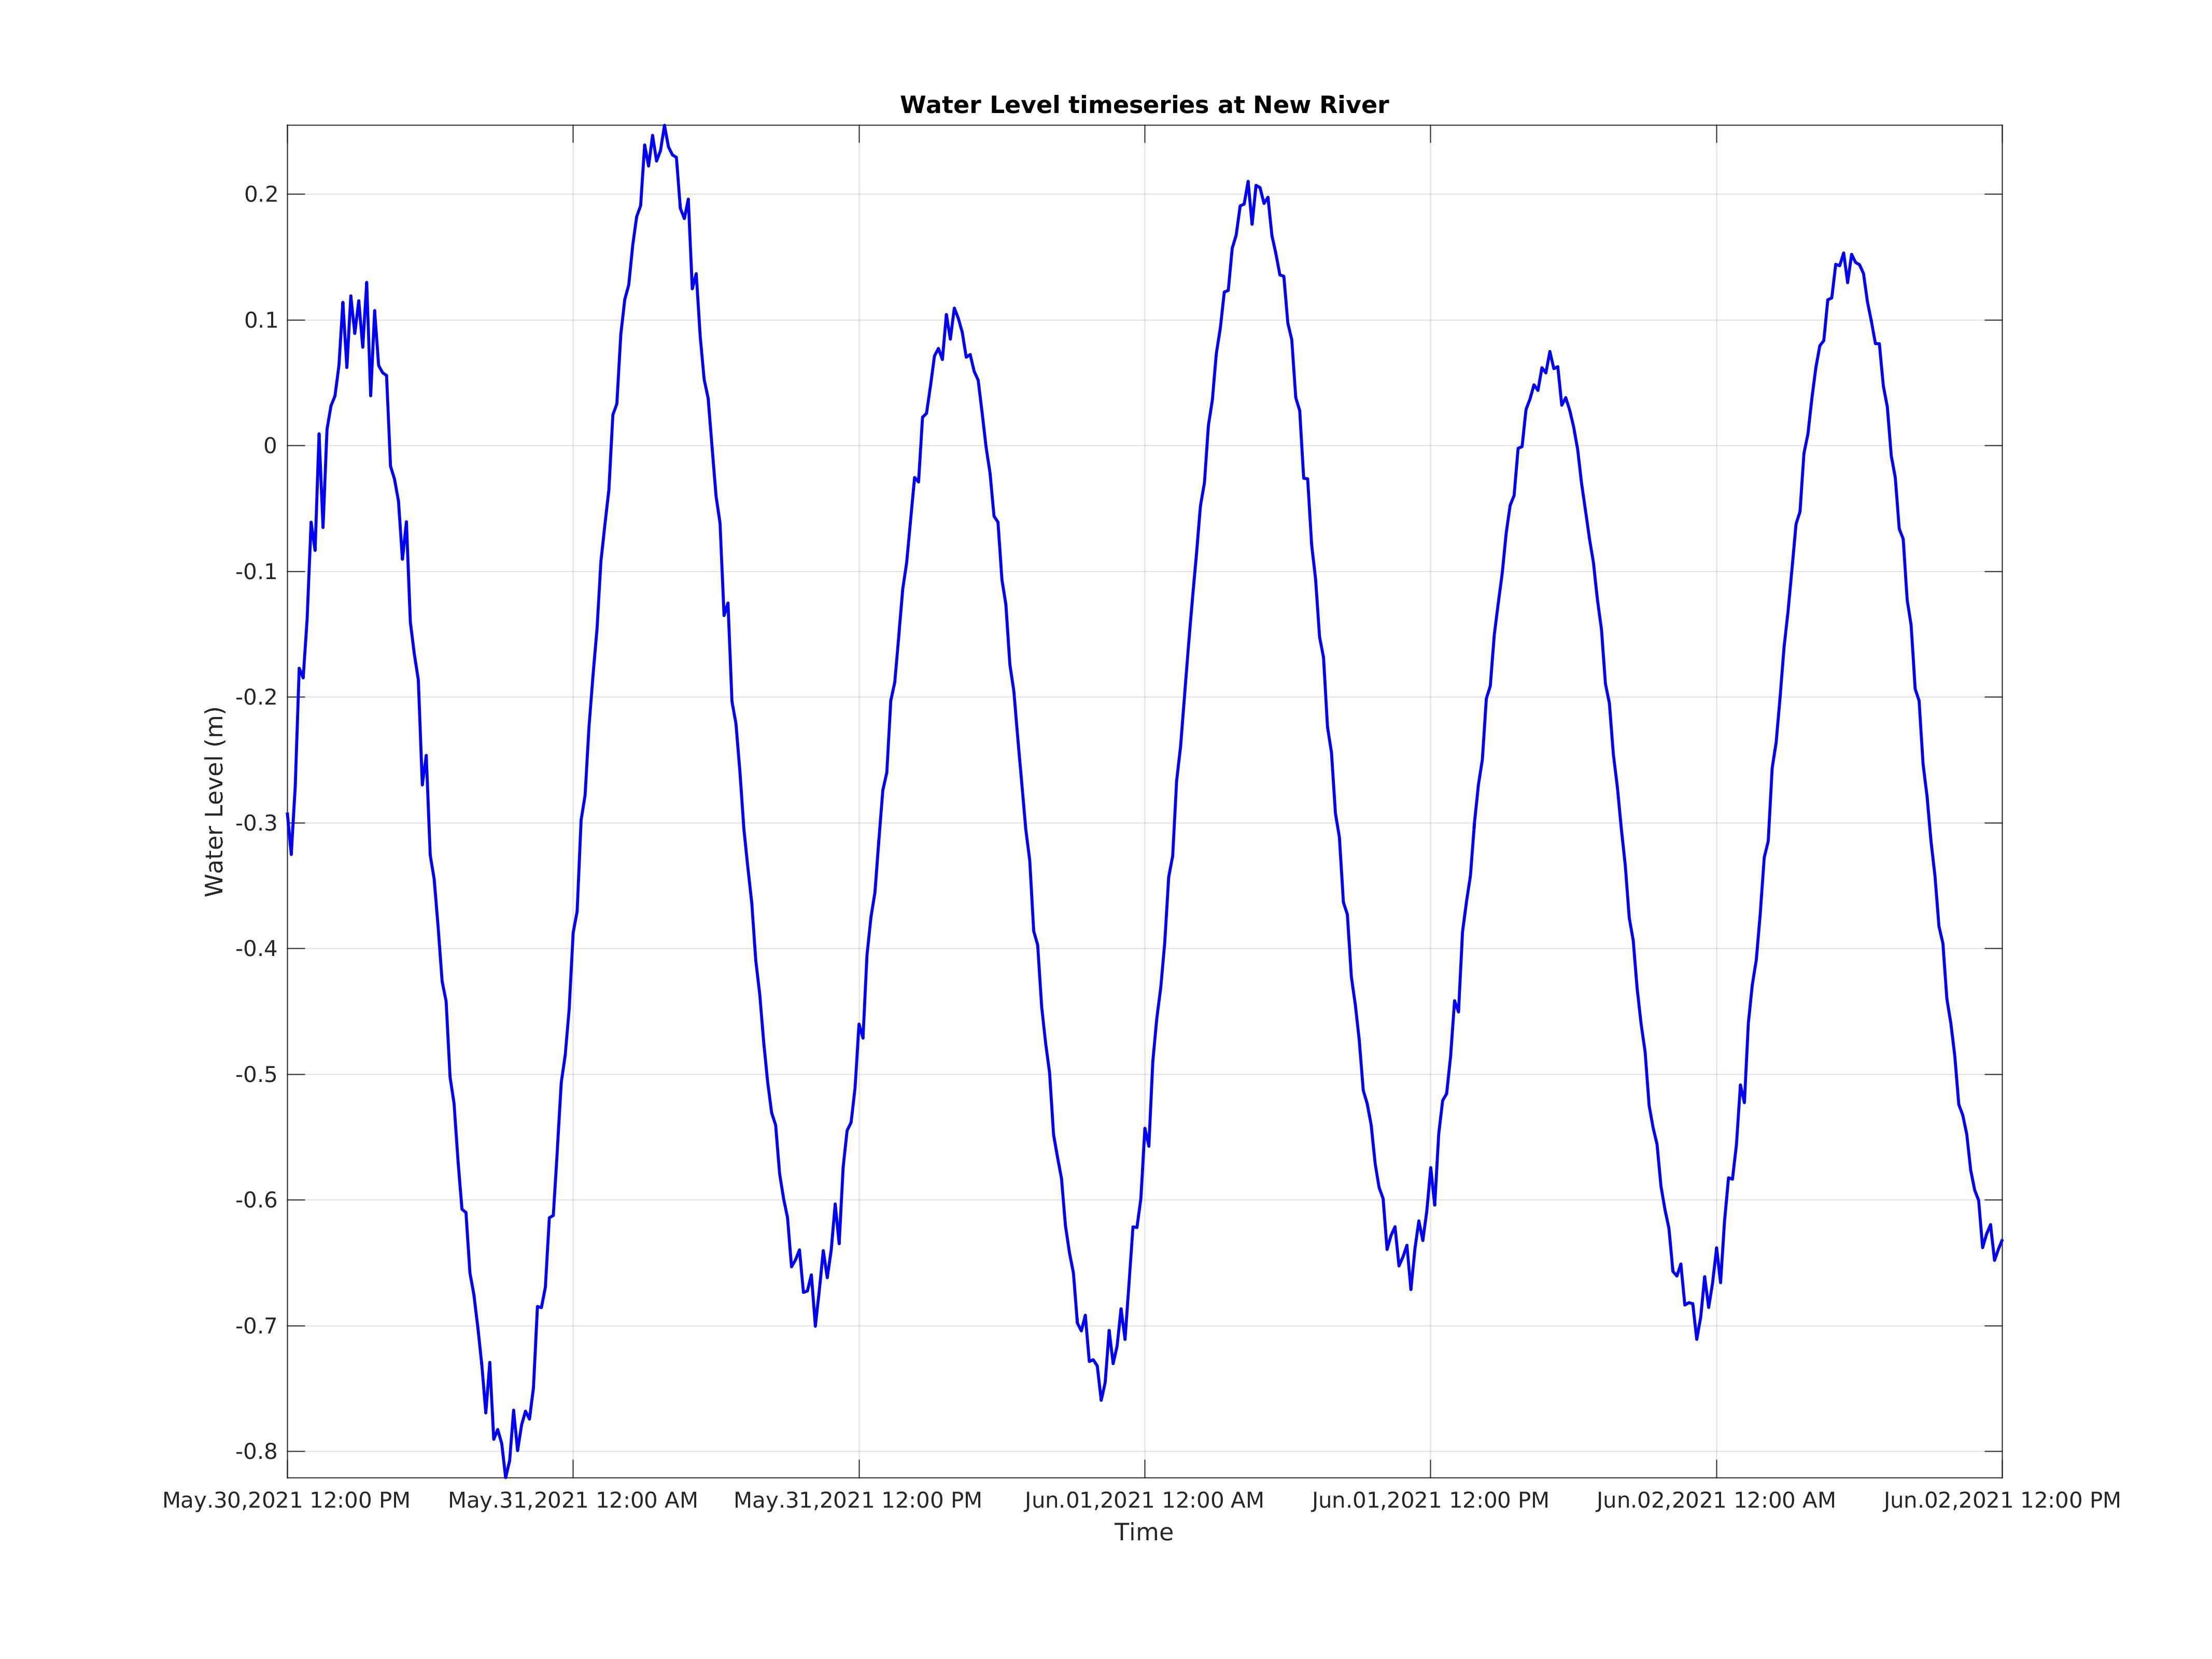 Water Level timeseries at New River
0.2
0.1
0
-0.1
-0.2
-0.3
-0.4
-0.5
-0.6
-0.7
-0.8
Water Level (m)
May.30,2021 12:00 PM May.31,2021 12:00 AM May.31,2021 12:00 PM Jun.01,2021 12:00 AM Jun.01,2021 12:00 PM Jun.02,2021 12:00 AM Jun.02,2021 12:00 PM
Time